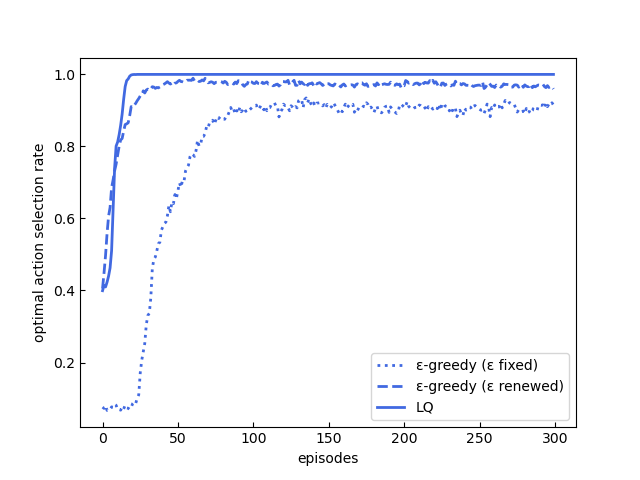 1.0
0.8
0.6
0.4
0.2
optimal action selection rate
ε-greedy (ε fixed)
ε-greedy (ε renewed)
LQ
0 50 100 150 200 250 300
episodes